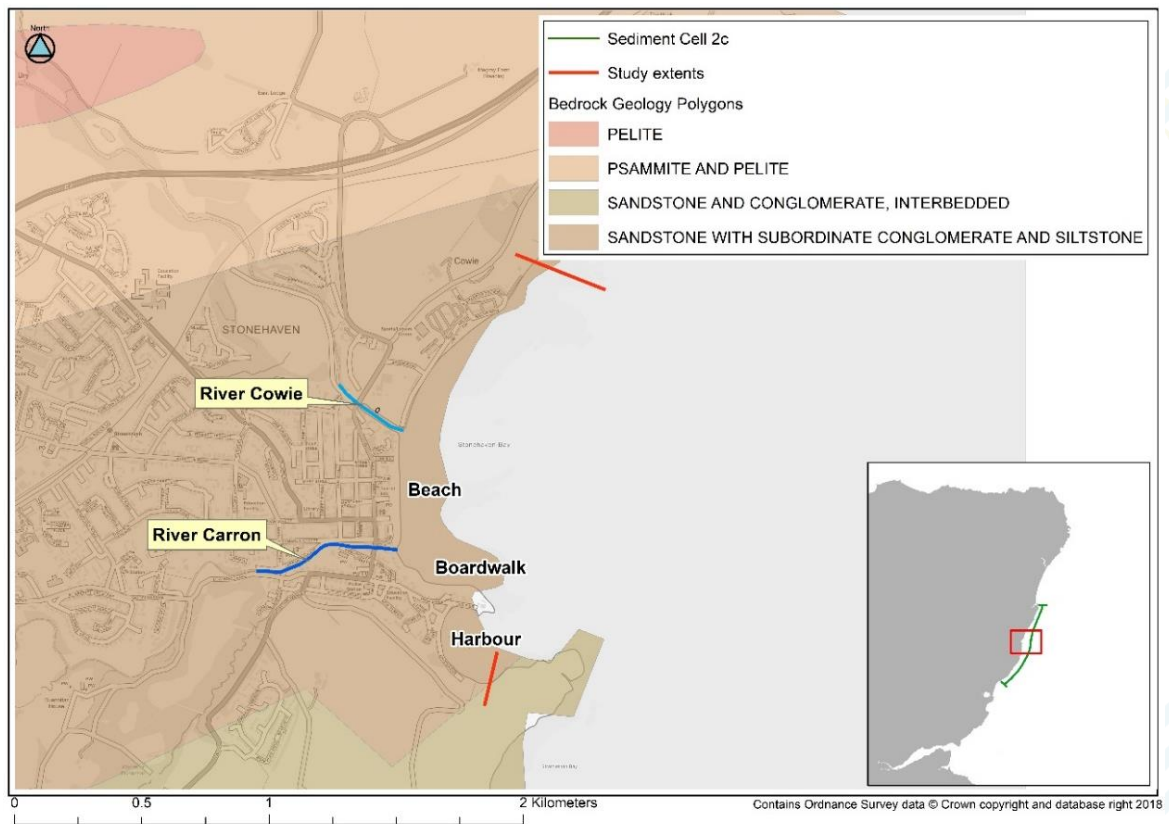 North
Sediment Cell 2c
Study extents
Bedrock Geology Polygons
PELITE
PSAMMITE AND PELITE
SANDSTONE AND CONGLOMERATE, INTERBEDDED
SANDSTONE WITH SUBORDINATE CONGLOMERATE AND SILTSTONE
Cowie
STONEHAVEN
River Cowie
Stonehaven Bay
Beach
River Carron
Boardwalk
Harbour
0 0.5 1 2 Kilometers
Contains Ordnance Survey data © Crown copyright and database right 2018